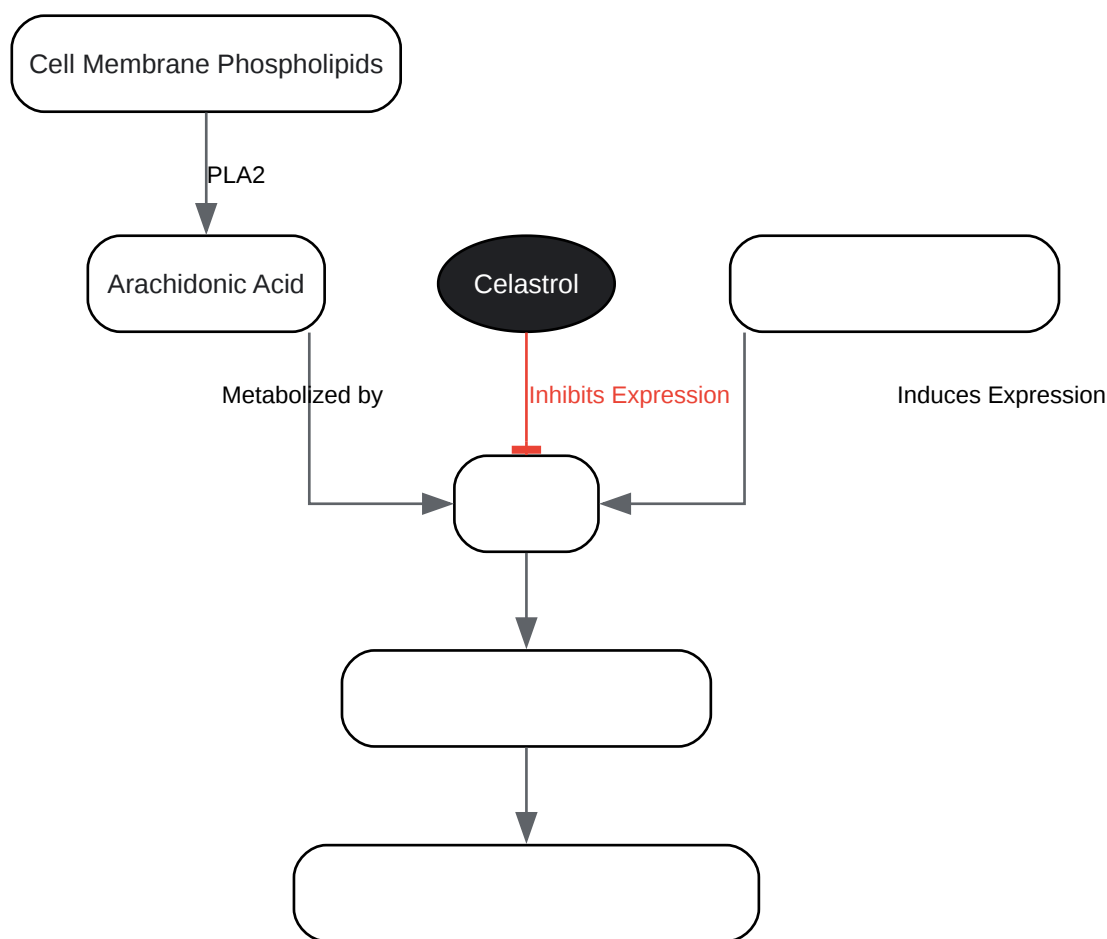 Cell Membrane Phospholipids
PLA2
Arachidonic Acid
Celastrol
Metabolized by
Inhibits Expression
Induces Expression